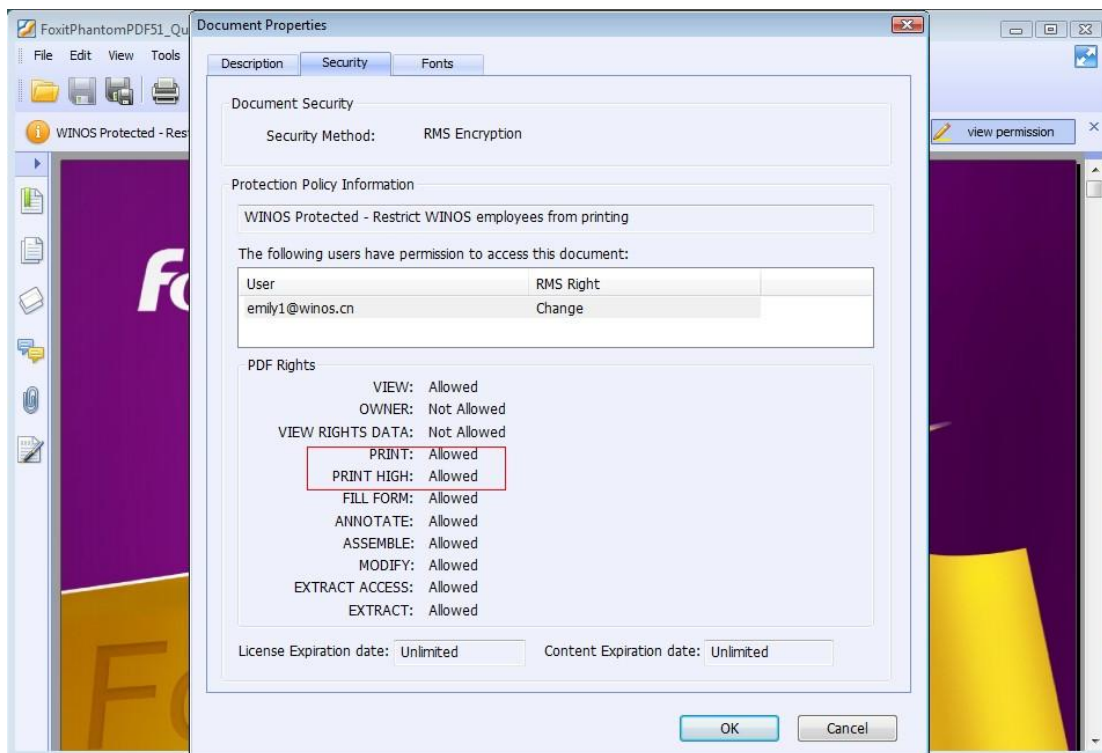 FoxitPhantomPDF51_Qu
Document Properties
File Edit View Tools
Description Security Fonts
Document Security
Security Method: RMS Encryption
WINOS Protected - Res
view permission
Protection Policy Information
WINOS Protected - Restrict WINOS employees from printing
The following users have permission to access this document:
User RMS Right
emily1@winos.cn Change
PDF Rights
VIEW: Allowed
OWNER: Not Allowed
VIEW RIGHTS DATA: Not Allowed
PRINT: Allowed
PRINT HIGH: Allowed
FILL FORM: Allowed
ANNOTATE: Allowed
ASSEMBLE: Allowed
MODIFY: Allowed
EXTRACT ACCESS: Allowed
EXTRACT: Allowed
License Expiration date: Unlimited Content Expiration date: Unlimited
OK Cancel